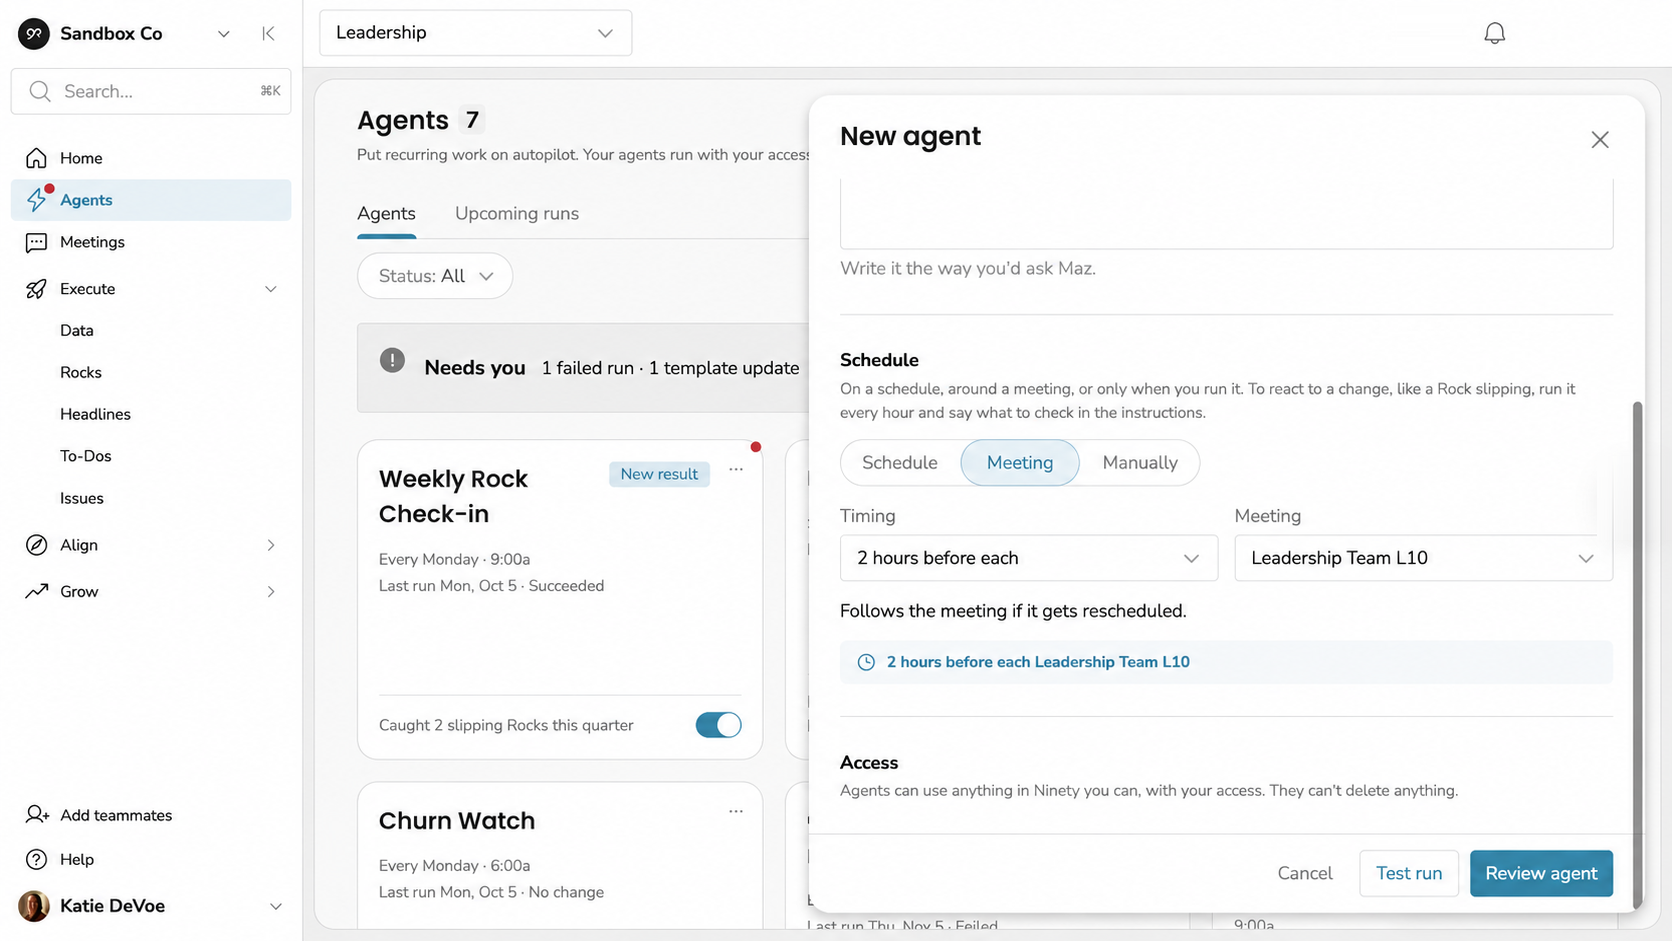 Sandbox Co
Search...
⌘K
Home
Agents
Meetings
Execute
Data
Rocks
Headlines
To-Dos
Issues
Align
Grow
Add teammates
Help
Katie DeVoe
Leadership
Agents 7
Put recurring work on autopilot. Your agents run with your access
Agents
Upcoming runs
Status: All
Needs you 1 failed run · 1 template update
Weekly Rock
Check-in
New result
Every Monday · 9:00a
Last run Mon, Oct 5 · Succeeded
Caught 2 slipping Rocks this quarter
Churn Watch
Every Monday · 6:00a
Last run Mon, Oct 5 · No change
Last run Thu, Nov 5 · Failed
9:00a
New agent
Write it the way you'd ask Maz.
Schedule
On a schedule, around a meeting, or only when you run it. To react to a change, like a Rock slipping, run it
every hour and say what to check in the instructions.
Schedule
Meeting
Manually
Timing
Meeting
2 hours before each
Leadership Team L10
Follows the meeting if it gets rescheduled.
2 hours before each Leadership Team L10
Access
Agents can use anything in Ninety you can, with your access. They can't delete anything.
Cancel
Test run
Review agent